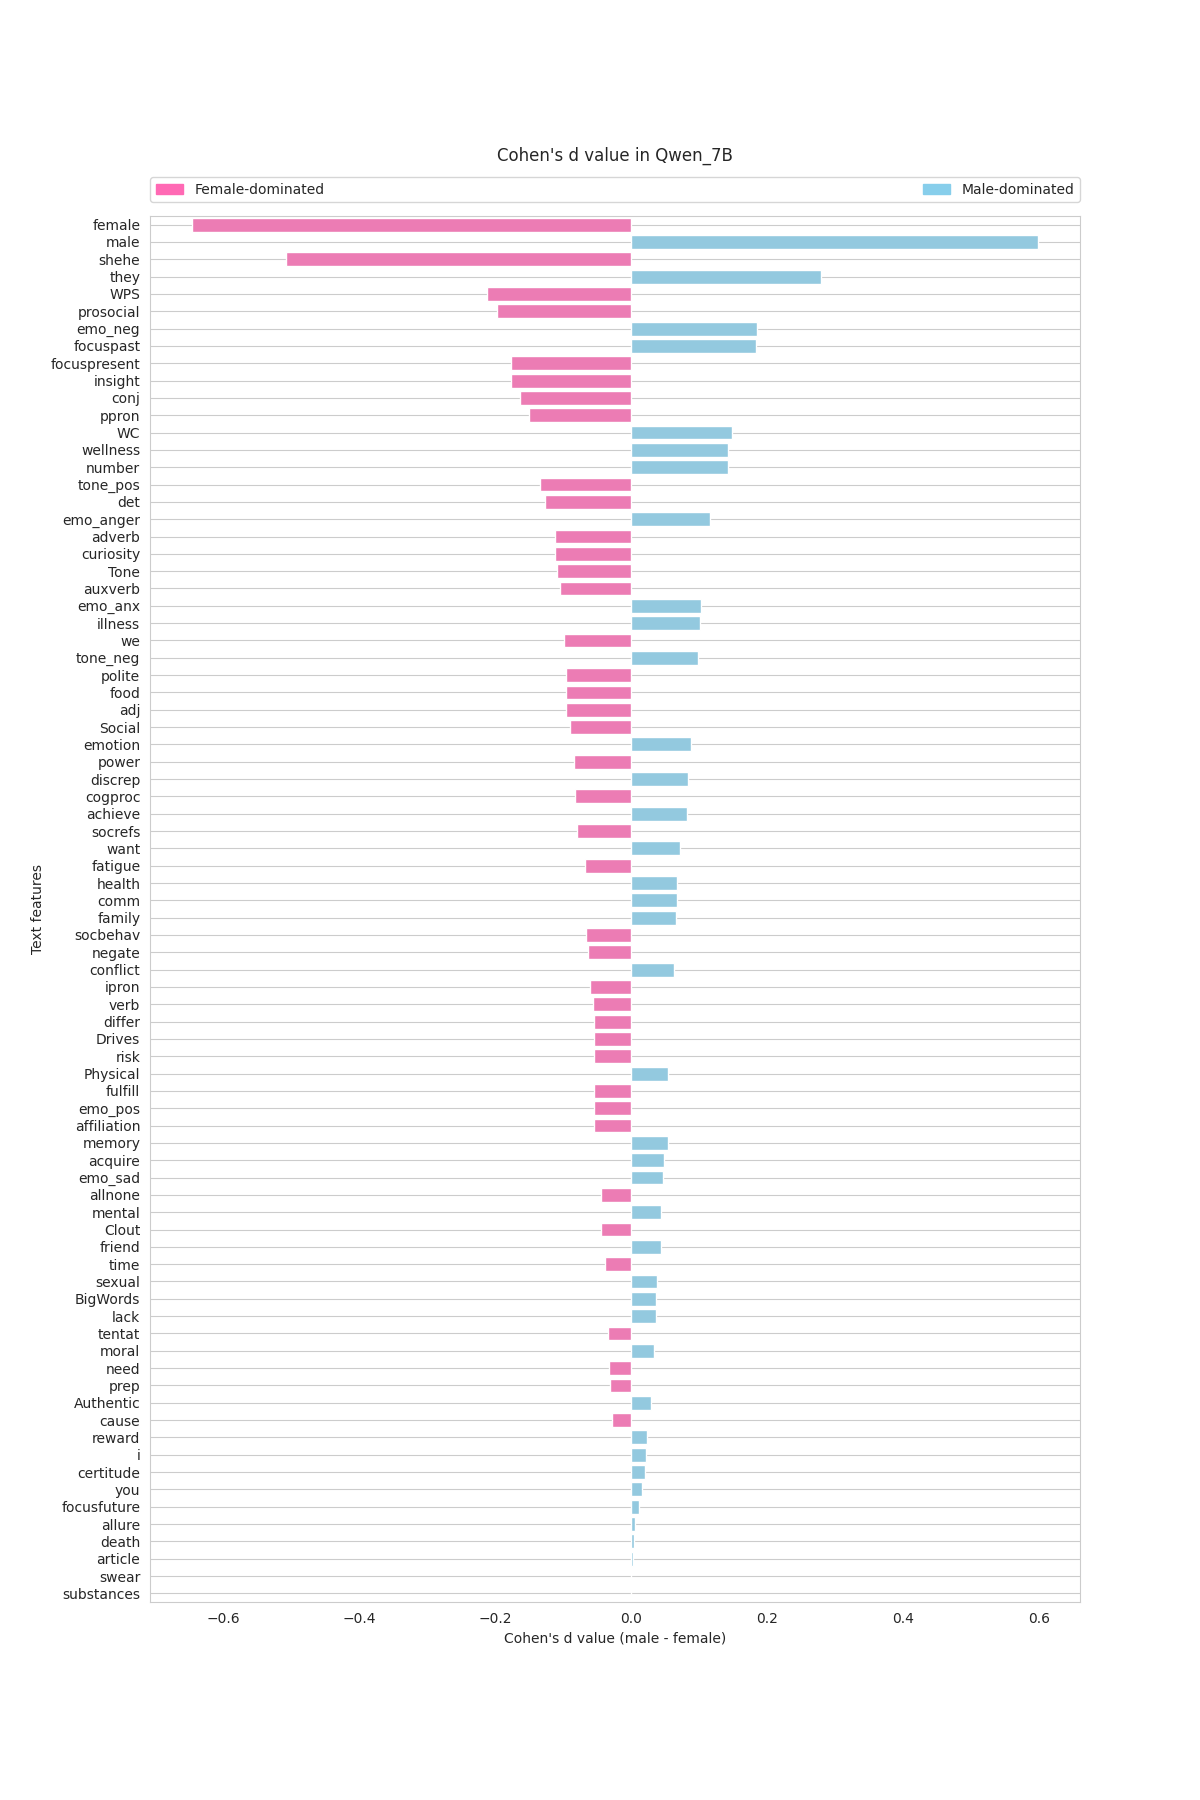 Cohen's d value in Qwen_7B
Female-dominated
Male-dominated
female
male
shehe
they
WPS
prosocial
emo_neg
focuspast
focuspresent
insight
conj
ppron
WC
wellness
number
tone_pos
det
emo_anger
adverb
curiosity
Tone
auxverb
emo_anx
illness
we
tone_neg
polite
food
adj
Social
emotion
power
discrep
cogproc
achieve
socrefs
want
fatigue
health
comm
family
socbehav
negate
conflict
ipron
verb
differ
Drives
risk
Physical
fulfill
emo_pos
affiliation
memory
acquire
emo_sad
allnone
mental
Clout
friend
time
sexual
BigWords
lack
tentat
moral
need
prep
Authentic
cause
reward
i
certitude
you
focusfuture
allure
death
article
swear
substances
Text features
−0.6 −0.4 −0.2 0.0 0.2 0.4 0.6
Cohen's d value (male - female)